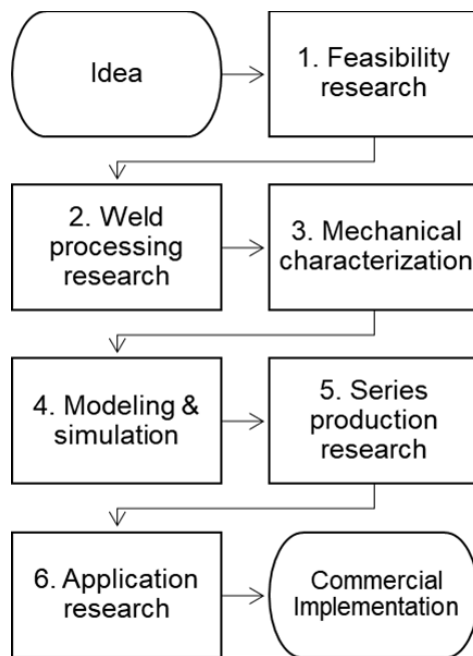 Idea
1. Feasibility
research
2. Weld
processing
research
3. Mechanical
characterization
4. Modeling &
simulation
5. Series
production
research
6. Application
research
Commercial
Implementation